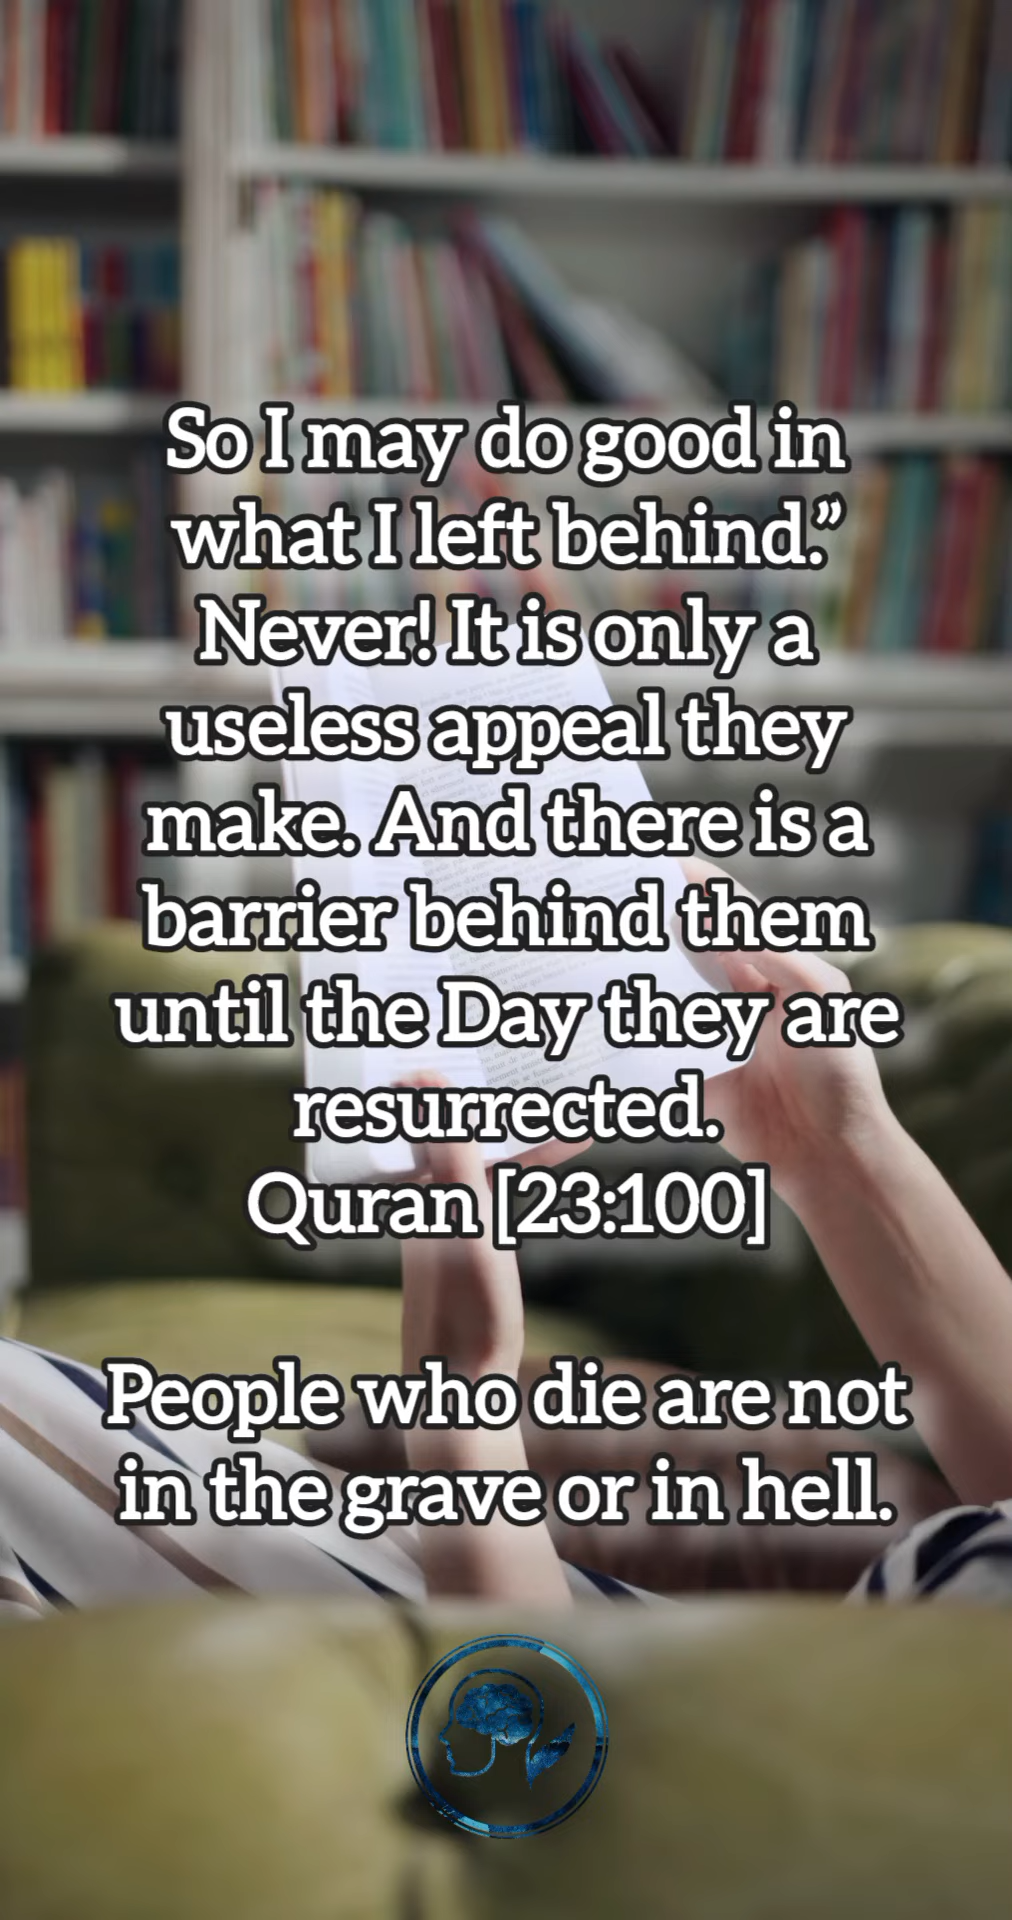 So I may do good in
what I left behind.”
Never! It is only a
useless appeal they
make. And there is a
barrier behind them
until the Day they are
resurrected.
Quran [23:100]
People who die are not
in the grave or in hell.